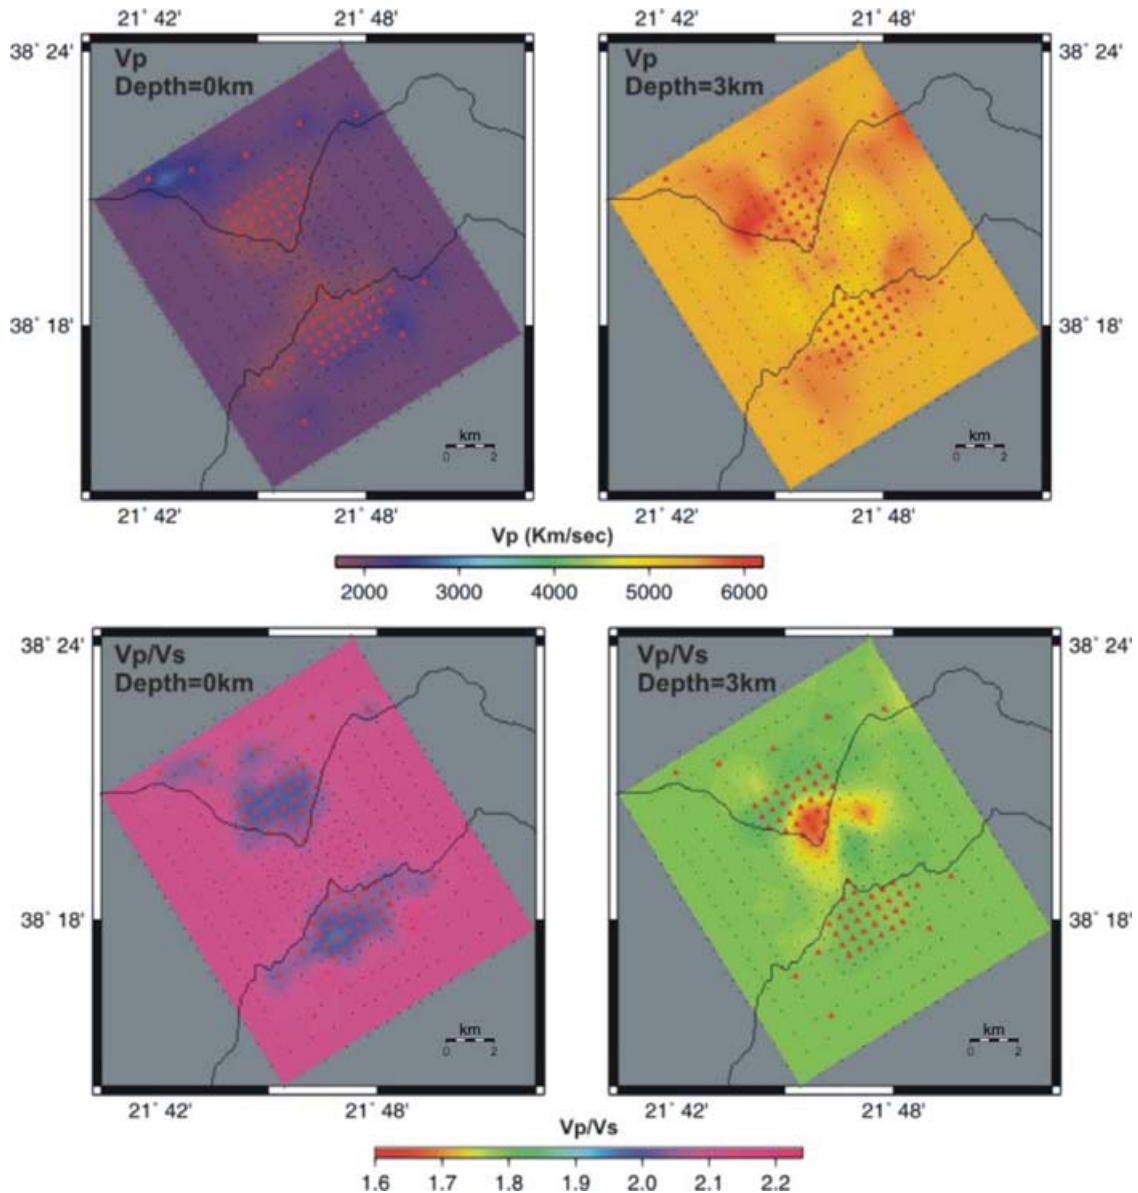 21° 42' 21° 48' 21° 42' 21° 48'
38° 24' 38° 24'
Vp Vp
Depth=0km Depth=3km
38° 18' 38° 18'
km km
0 2 0 2
21° 42' 21° 48' 21° 42' 21° 48'
Vp (Km/sec)
2000 3000 4000 5000 6000
38° 24' 38° 24'
Vp/Vs Vp/Vs
Depth=0km Depth=3km
38° 18' 38° 18'
km km
0 2 0 2
21° 42' 21° 48' 21° 42' 21° 48'
Vp/Vs
1.6 1.7 1.8 1.9 2.0 2.1 2.2